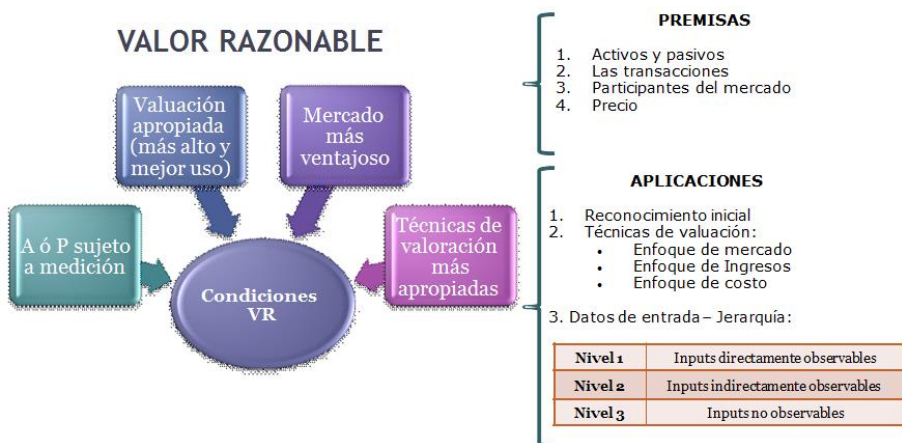 VALOR RAZONABLE
Valuación
apropiada
(más alto y
mejor uso)
Mercado
más
ventajoso
A ó P sujeto
a medición
Técnicas de
valoración
más
apropiadas
Condiciones
VR
PREMISAS
1. Activos y pasivos
2. Las transacciones
3. Participantes del mercado
4. Precio
APLICACIONES
1. Reconocimiento inicial
2. Técnicas de valuación:
• Enfoque de mercado
• Enfoque de Ingresos
• Enfoque de costo
3. Datos de entrada – Jerarquía:
Nivel 1 Inputs directamente observables
Nivel 2 Inputs indirectamente observables
Nivel 3 Inputs no observables